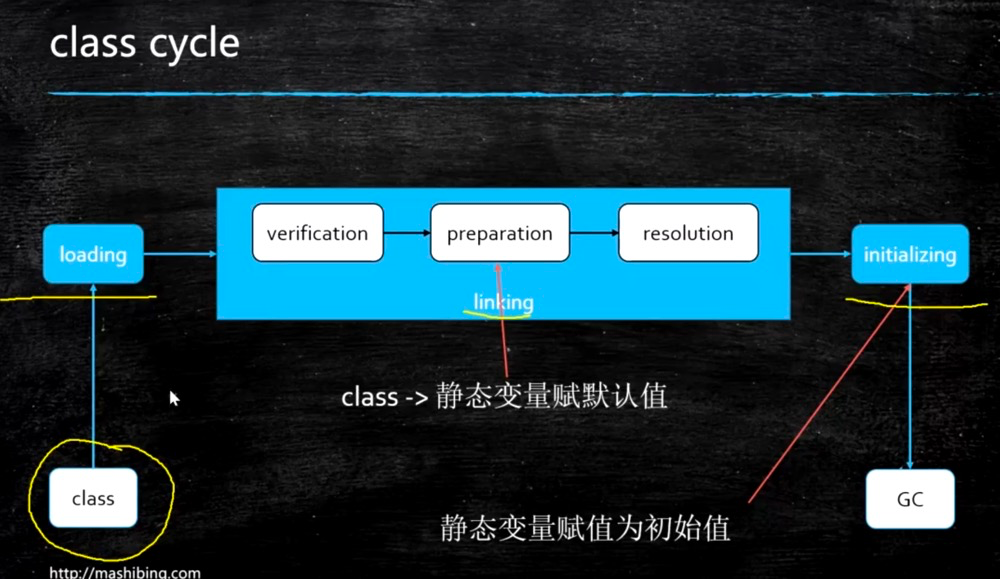 class cycle
verification
preparation
resolution
loading
initializing
linking
class -> 静态变量赋默认值
class
GC
静态变量赋值为初始值
http://mashibing.com